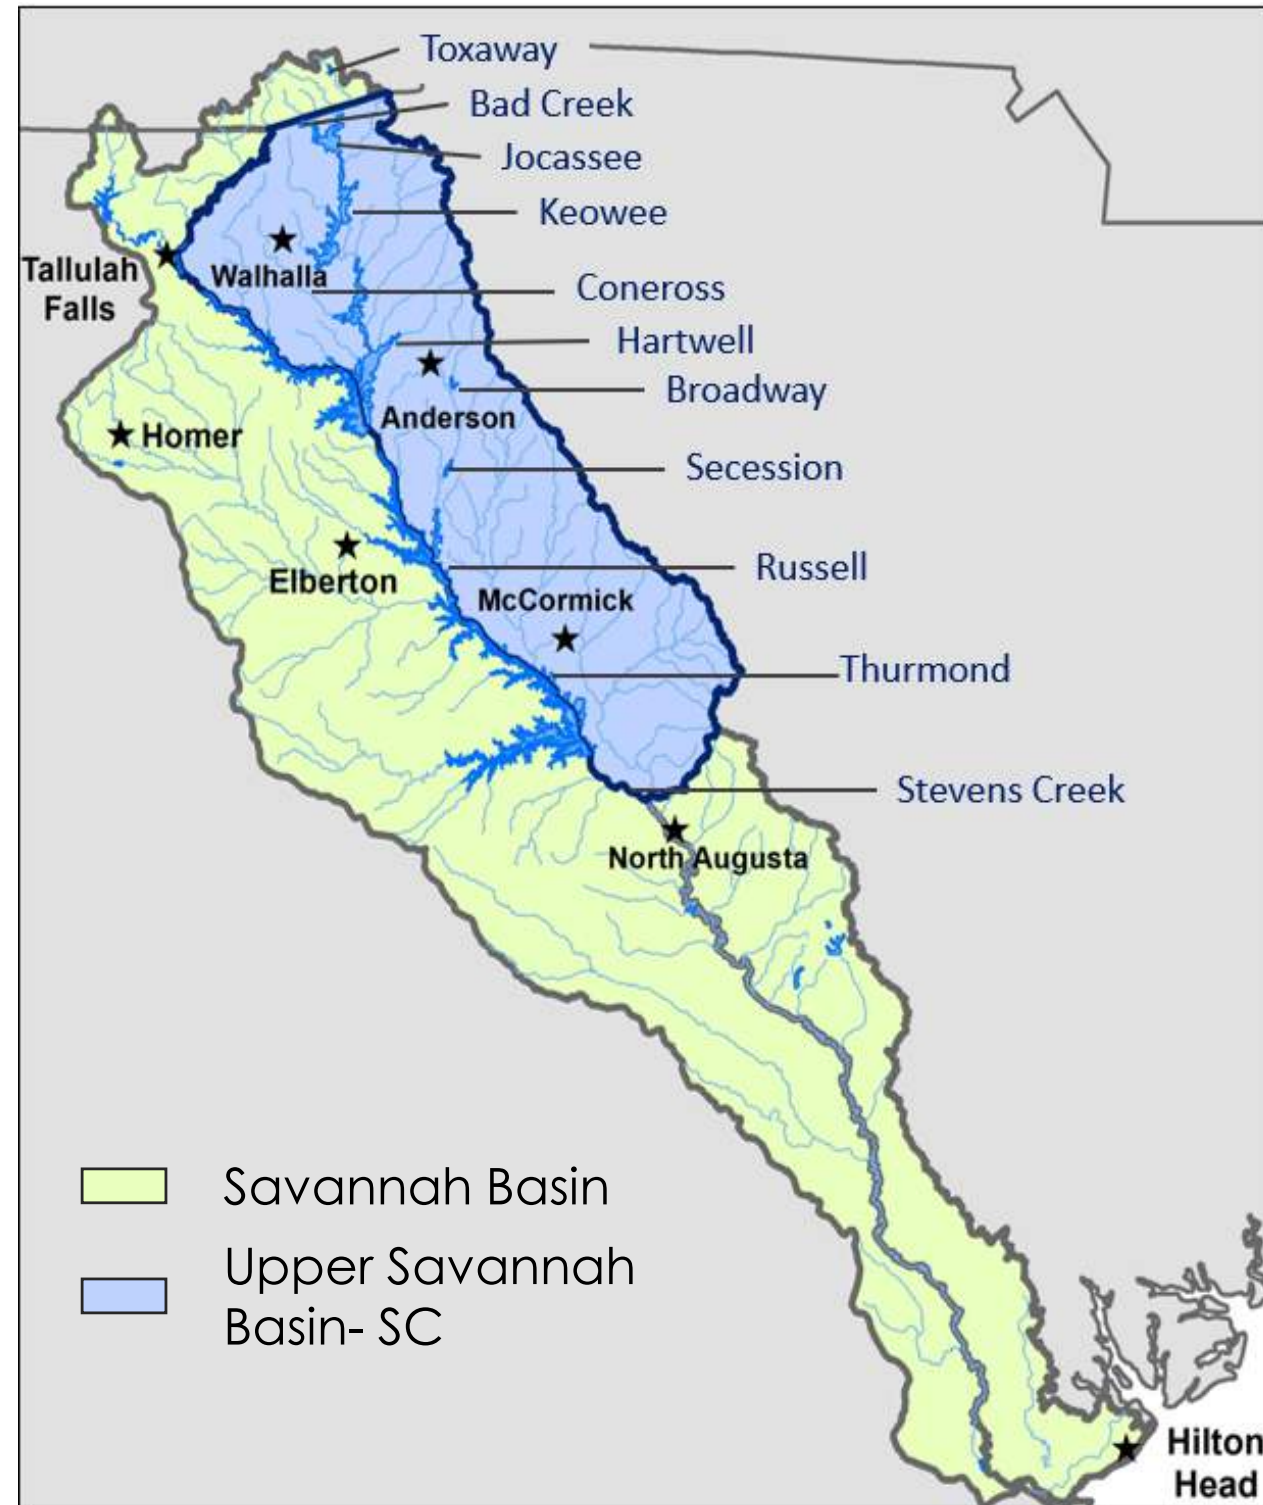 Toxaway
Bad Creek
Jocassee
Keowee
Tallulah
Falls
Walhalla
Coneross
Hartwell
Broadway
Anderson
Homer
Secession
Elberton
Russell
McCormick
Thurmond
Stevens Creek
North Augusta
Savannah Basin
Upper Savannah
Basin- SC
Hilton
Head